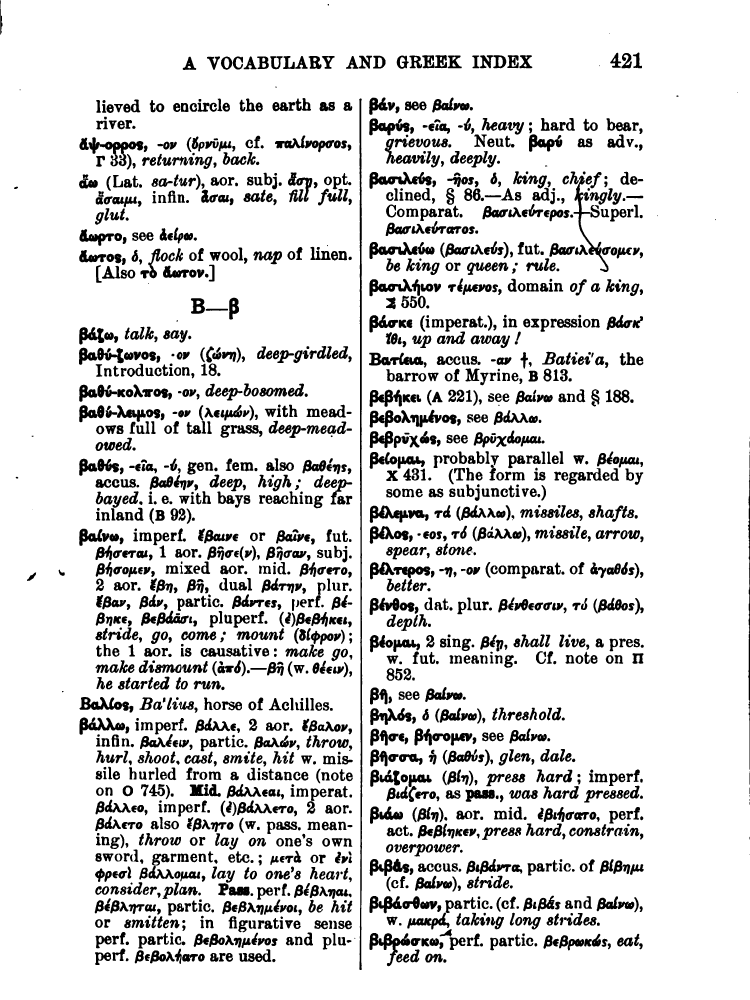 A VOCABULARY AND GREEK INDEX 421
lieved to encircle the earth as a
river.
ἄψ-ορρος, -ον (ὄρνῡμι, cf. παλίνορσος,
Γ 33), returning, back.
ἄω (Lat. sa-tur), aor. subj. ἄσῃ, opt.
ἄσαιμι, infin. ἆσαι, sate, fill full,
glut.
ἄωρτο, see ἀείρω.
ἄωτος, ὁ, flock of wool, nap of linen.
[Also τὸ ἄωτον.]
Β—β
βάζω, talk, say.
βαθύ-ζωνος, -ον (ζώνη), deep-girdled,
Introduction, 18.
βαθύ-κολπος, -ον, deep-bosomed.
βαθύ-λειμος, -ον (λειμών), with mead-
ows full of tall grass, deep-mead-
owed.
βαθύς, -εῖα, -ύ, gen. fem. also βαθέης,
accus. βαθέην, deep, high; deep-
bayed, i. e. with bays reaching far
inland (Β 92).
βαίνω, imperf. ἔβαινε or βαῖνε, fut.
βήσεται, 1 aor. βῆσε(ν), βῆσαν, subj.
βήσομεν, mixed aor. mid. βήσετο,
2 aor. ἔβη, βῆ, dual βάτην, plur.
ἔβαν, βάν, partic. βάντες, perf. βέ-
βηκε, βεβάᾱσι, pluperf. (ἐ)βεβήκει,
stride, go, come; mount (δίφρον);
the 1 aor. is causative: make go,
make dismount (ἀπό).—βῆ (w. θέειν),
he started to run.
Βαλίος, Ba'lius, horse of Achilles.
βάλλω, imperf. βάλλε, 2 aor. ἔβαλον,
infin. βαλέειν, partic. βαλών, throw,
hurl, shoot, cast, smite, hit w. mis-
sile hurled from a distance (note
on Ο 745). Mid. βάλλεαι, imperat.
βάλλεο, imperf. (ἐ)βάλλετο, 2 aor.
βάλετο also ἔβλητο (w. pass. mean-
ing), throw or lay on one's own
sword, garment, etc.; μετὰ or ἐνὶ
φρεσὶ βάλλομαι, lay to one's heart,
consider, plan. Pass. perf. βέβληαι,
βέβληται, partic. βεβλημένοι, be hit
or smitten; in figurative sense
perf. partic. βεβολημένος and plu-
perf. βεβολήατο are used.
βάν, see βαίνω.
βαρύς, -εῖα, -ύ, heavy; hard to bear,
grievous. Neut. βαρύ as adv.,
heavily, deeply.
βασιλεύς, -ῆος, ὁ, king, chief; de-
clined, § 86.—As adj., kingly.—
Comparat. βασιλεύτερος.—Superl.
βασιλεύτατος.
βασιλεύω (βασιλεύς), fut. βασιλεύσομεν,
be king or queen; rule.
βασιλήιον τέμενος, domain of a king,
Σ 550.
βάσκε (imperat.), in expression βάσκ'
ἴθι, up and away!
Βατίεια, accus. -αν †, Batiei'a, the
barrow of Myrine, Β 813.
βεβήκει (Α 221), see βαίνω and § 188.
βεβολημένος, see βάλλω.
βεβρῡχώς, see βρῡχάομαι.
βείομαι, probably parallel w. βέομαι,
Χ 431. (The form is regarded by
some as subjunctive.)
βέλεμνα, τά (βάλλω), missiles, shafts.
βέλος, -εος, τό (βάλλω), missile, arrow,
spear, stone.
βέλτερος, -η, -ον (comparat. of ἀγαθός),
better.
βένθος, dat. plur. βένθεσσιν, τό (βάθος),
depth.
βέομαι, 2 sing. βέῃ, shall live, a pres.
w. fut. meaning. Cf. note on Π
852.
βῆ, see βαίνω.
βηλός, ὁ (βαίνω), threshold.
βῆσε, βήσομεν, see βαίνω.
βῆσσα, ἡ (βαθύς), glen, dale.
βιάζομαι (βίη), press hard; imperf.
βιάζετο, as pass., was hard pressed.
βιάω (βίη), aor. mid. ἐβιήσατο, perf.
act. βεβίηκεν, press hard, constrain,
overpower.
βιβάς, accus. βιβάντα, partic. of βίβημι
(cf. βαίνω), stride.
βιβάσθων, partic. (cf. βιβάς and βαίνω),
w. μακρά, taking long strides.
βιβρώσκω, perf. partic. βεβρωκώς, eat,
feed on.